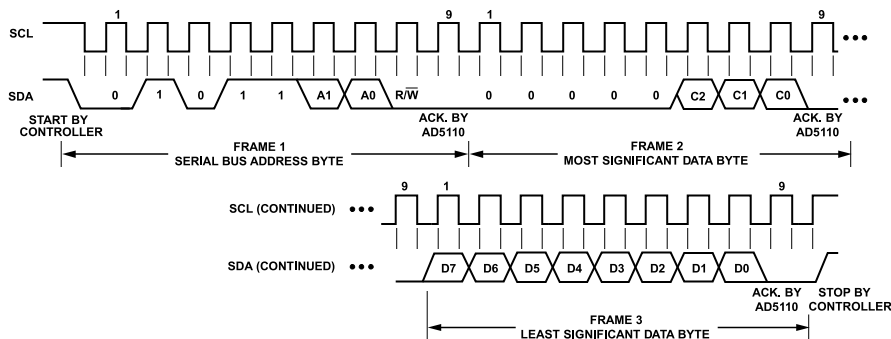 1 9 1 9
SCL •••
SDA 0 1 0 1 1 A1 A0 R/W̅ 0 0 0 0 0 C2 C1 C0 •••
START BY CONTROLLER
ACK. BY AD5110
ACK. BY AD5110
FRAME 1
SERIAL BUS ADDRESS BYTE
FRAME 2
MOST SIGNIFICANT DATA BYTE
9 1 9
SCL (CONTINUED) •••
SDA (CONTINUED) ••• D7 D6 D5 D4 D3 D2 D1 D0
ACK. BY AD5110
STOP BY CONTROLLER
FRAME 3
LEAST SIGNIFICANT DATA BYTE